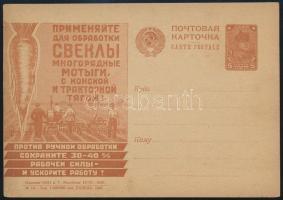 ПРИМЕНЯЙТЕ
ДЛЯ ОБРАБОТКИ
СВЕКЛЫ
МНОГОРЯДНЫЕ
МОТЫГИ,
С КОННОЙ
И ТРАКТОРНОЙ
ТЯГОЙ!
ПРОТИВ РУЧНОЙ ОБРАБОТКИ
СОХРАНИТЕ 30-40%
РАБОЧЕЙ СИЛЫ-
И УСКОРИТЕ РАБОТУ!
ПОЧТОВАЯ
КАРТОЧКА
CARTE POSTALE
Куда
Кому
darabanth